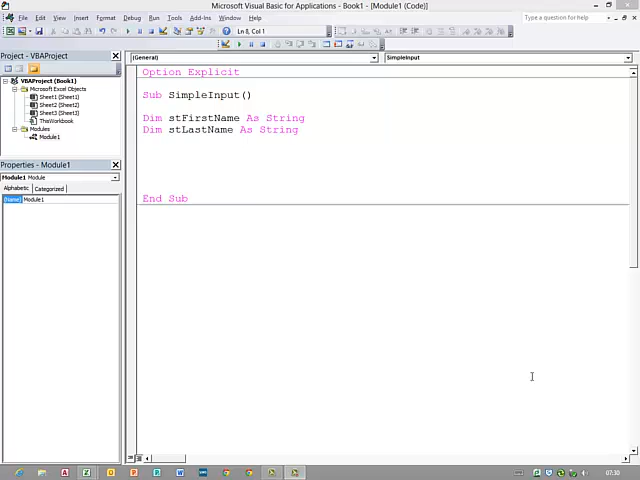 Microsoft Visual Basic for Applications - Book1 - [Module1 (Code)]
File Edit View Insert Format Debug Run Tools Add-Ins Window Help
Type a question for help
Ln 8, Col 1
Project - VBAProject
(General)
SimpleInput
VBAProject (Book1)
Microsoft Excel Objects
Sheet1 (Sheet1)
Sheet2 (Sheet2)
Sheet3 (Sheet3)
ThisWorkbook
Modules
Module1
Properties - Module1
Module1 Module
Alphabetic Categorized
(Name) Module1
Option Explicit
Sub SimpleInput()
Dim stFirstName As String
Dim stLastName As String
End Sub
07:30